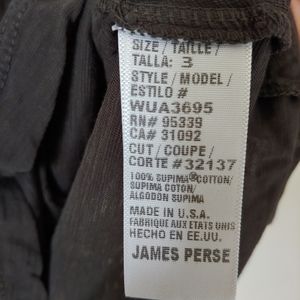 SIZE / TAILLE /
TALLA: 3
STYLE / MODEL /
ESTILO #
WUA3695
RN# 95339
CA# 31092
CUT / COUPE /
CORTE #32137
100% SUPIMA® COTTON/
SUPIMA COTON/
ALGODON SUPIMA
MADE IN U.S.A.
FABRIQUE AUX ETATS UNIS
HECHO EN EE.UU.
JAMES PERSE